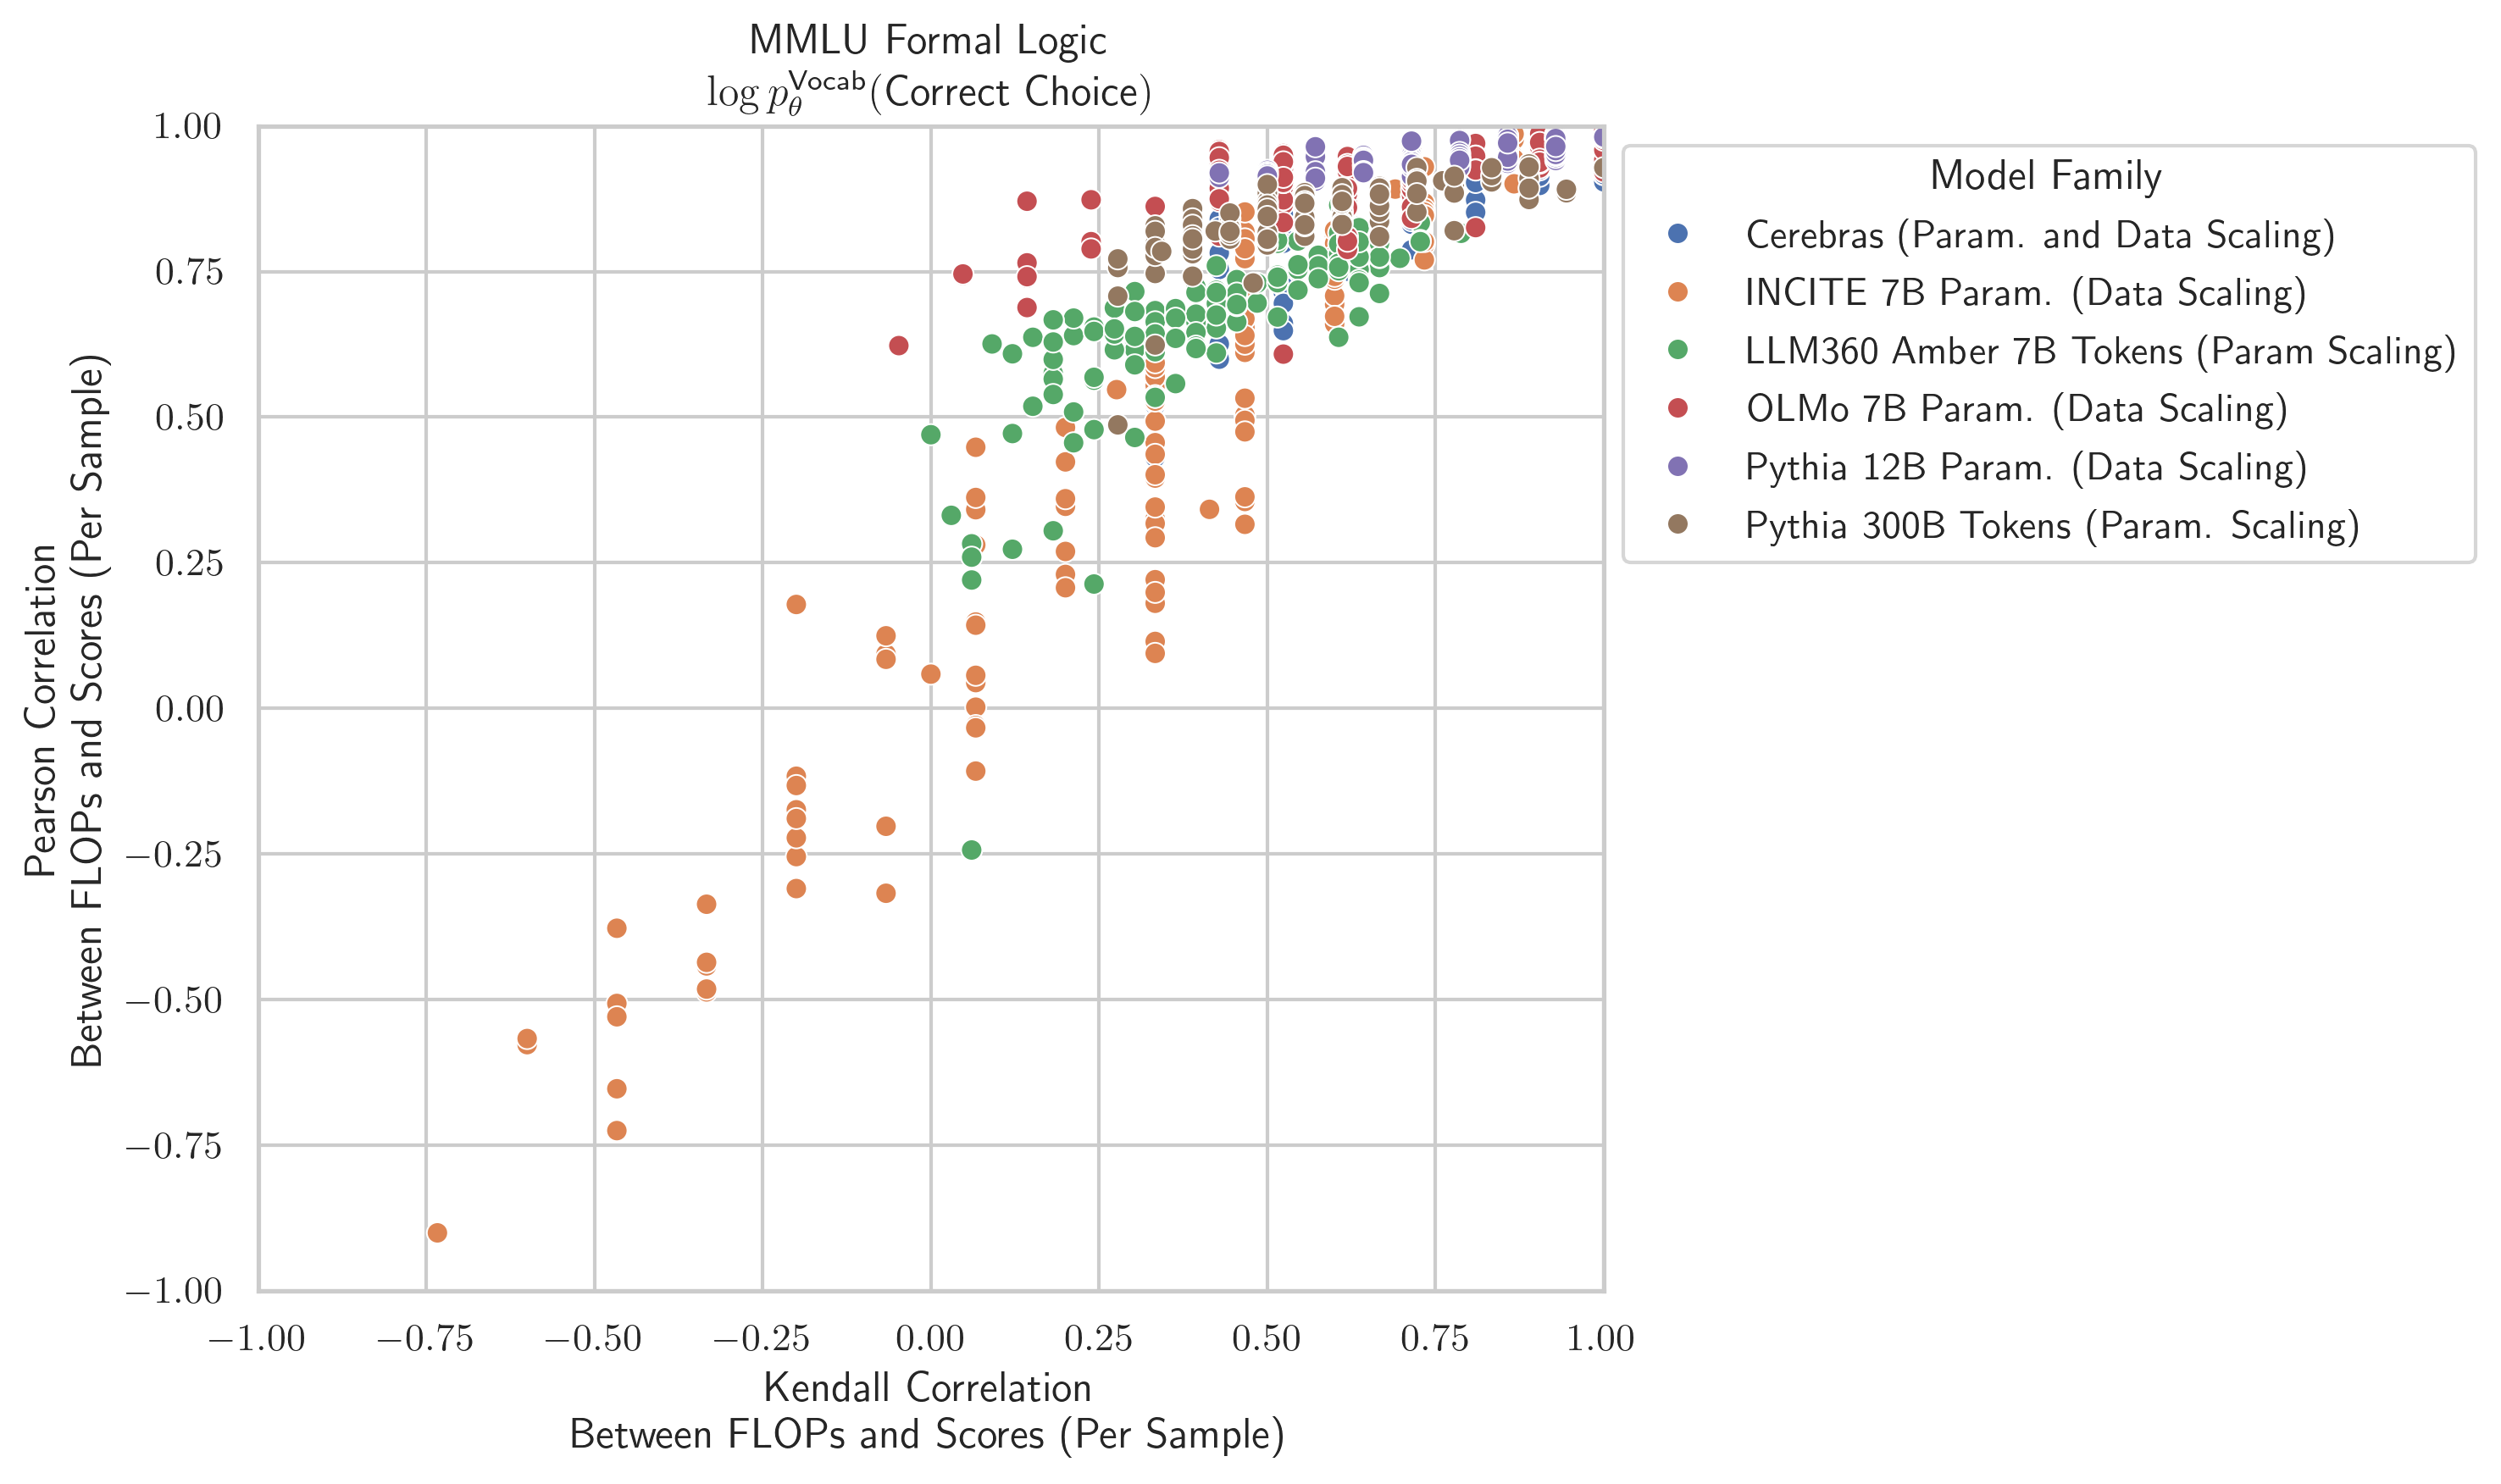 MMLU Formal Logic
log p_θ^Vocab(Correct Choice)
1.00
0.75
0.50
0.25
0.00
−0.25
−0.50
−0.75
−1.00
Pearson Correlation
Between FLOPs and Scores (Per Sample)
−1.00 −0.75 −0.50 −0.25 0.00 0.25 0.50 0.75 1.00
Kendall Correlation
Between FLOPs and Scores (Per Sample)
Model Family
Cerebras (Param. and Data Scaling)
INCITE 7B Param. (Data Scaling)
LLM360 Amber 7B Tokens (Param Scaling)
OLMo 7B Param. (Data Scaling)
Pythia 12B Param. (Data Scaling)
Pythia 300B Tokens (Param. Scaling)